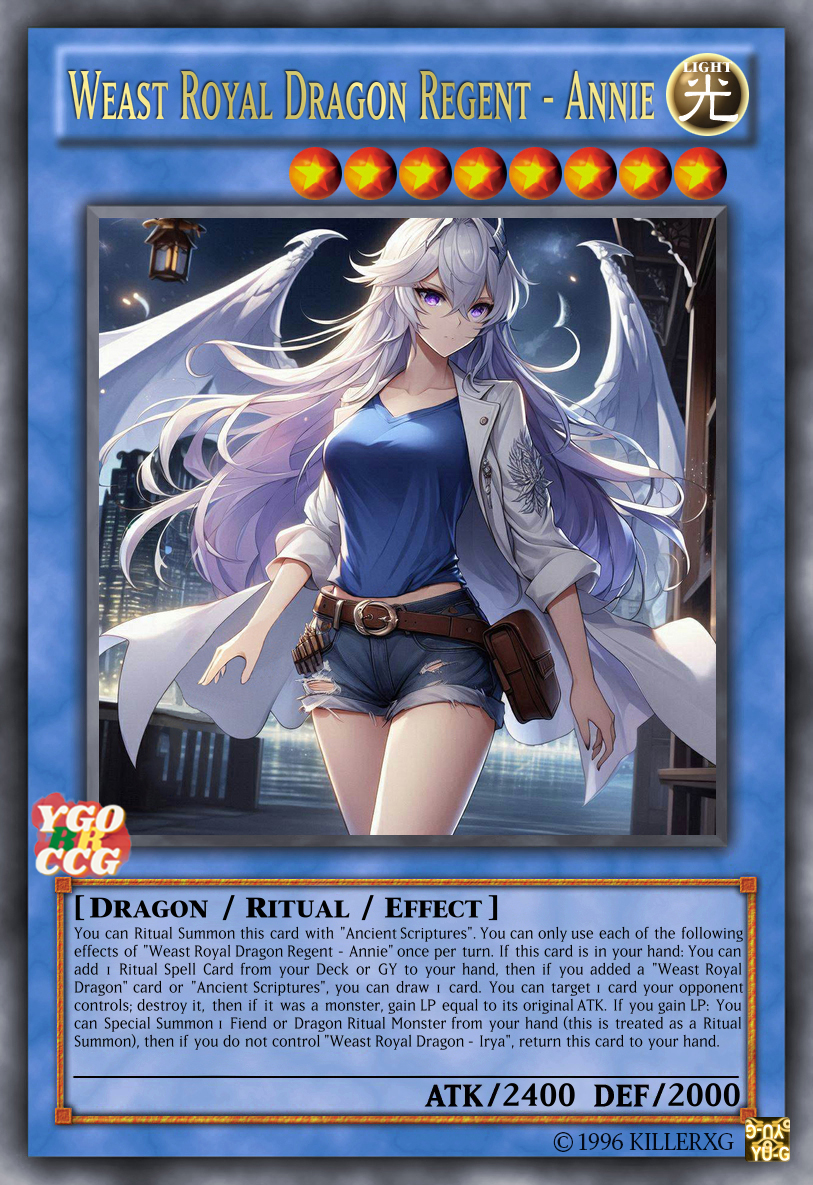 WEAST ROYAL DRAGON REGENT - ANNIE
LIGHT
光
YGO
RR
CCG
[ DRAGON / RITUAL / EFFECT ]
You can Ritual Summon this card with "Ancient Scriptures". You can only use each of the following
effects of "Weast Royal Dragon Regent - Annie" once per turn. If this card is in your hand: You can
add 1 Ritual Spell Card from your Deck or GY to your hand, then if you added a "Weast Royal
Dragon" card or "Ancient Scriptures", you can draw 1 card. You can target 1 card your opponent
controls; destroy it, then if it was a monster, gain LP equal to its original ATK. If you gain LP: You
can Special Summon 1 Fiend or Dragon Ritual Monster from your hand (this is treated as a Ritual
Summon), then if you do not control "Weast Royal Dragon - Irya", return this card to your hand.
ATK/2400 DEF/2000
© 1996 KILLERXG